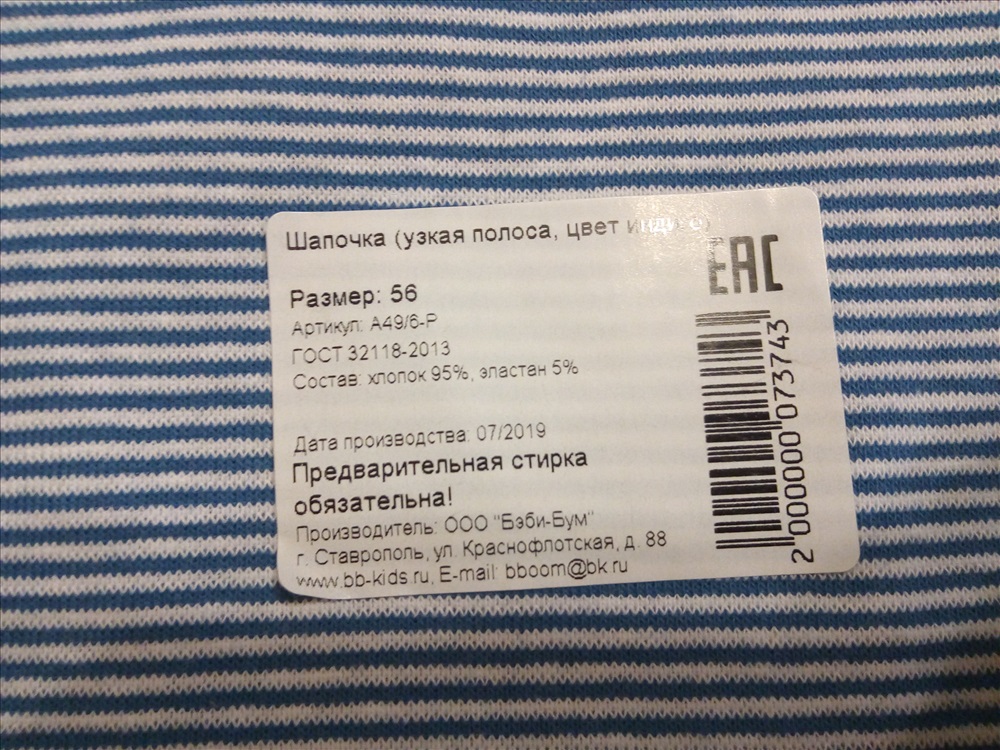 Шапочка (узкая полоса, цвет индиго)
EAC
Размер: 56
Артикул: А49/6-Р
ГОСТ 32118-2013
Состав: хлопок 95%, эластан 5%
Дата производства: 07/2019
Предварительная стирка
обязательна!
Производитель: ООО "Бэби-Бум"
г. Ставрополь, ул. Краснофлотская, д. 88
www.bb-kids.ru, E-mail: bboom@bk.ru
2 000000 073743